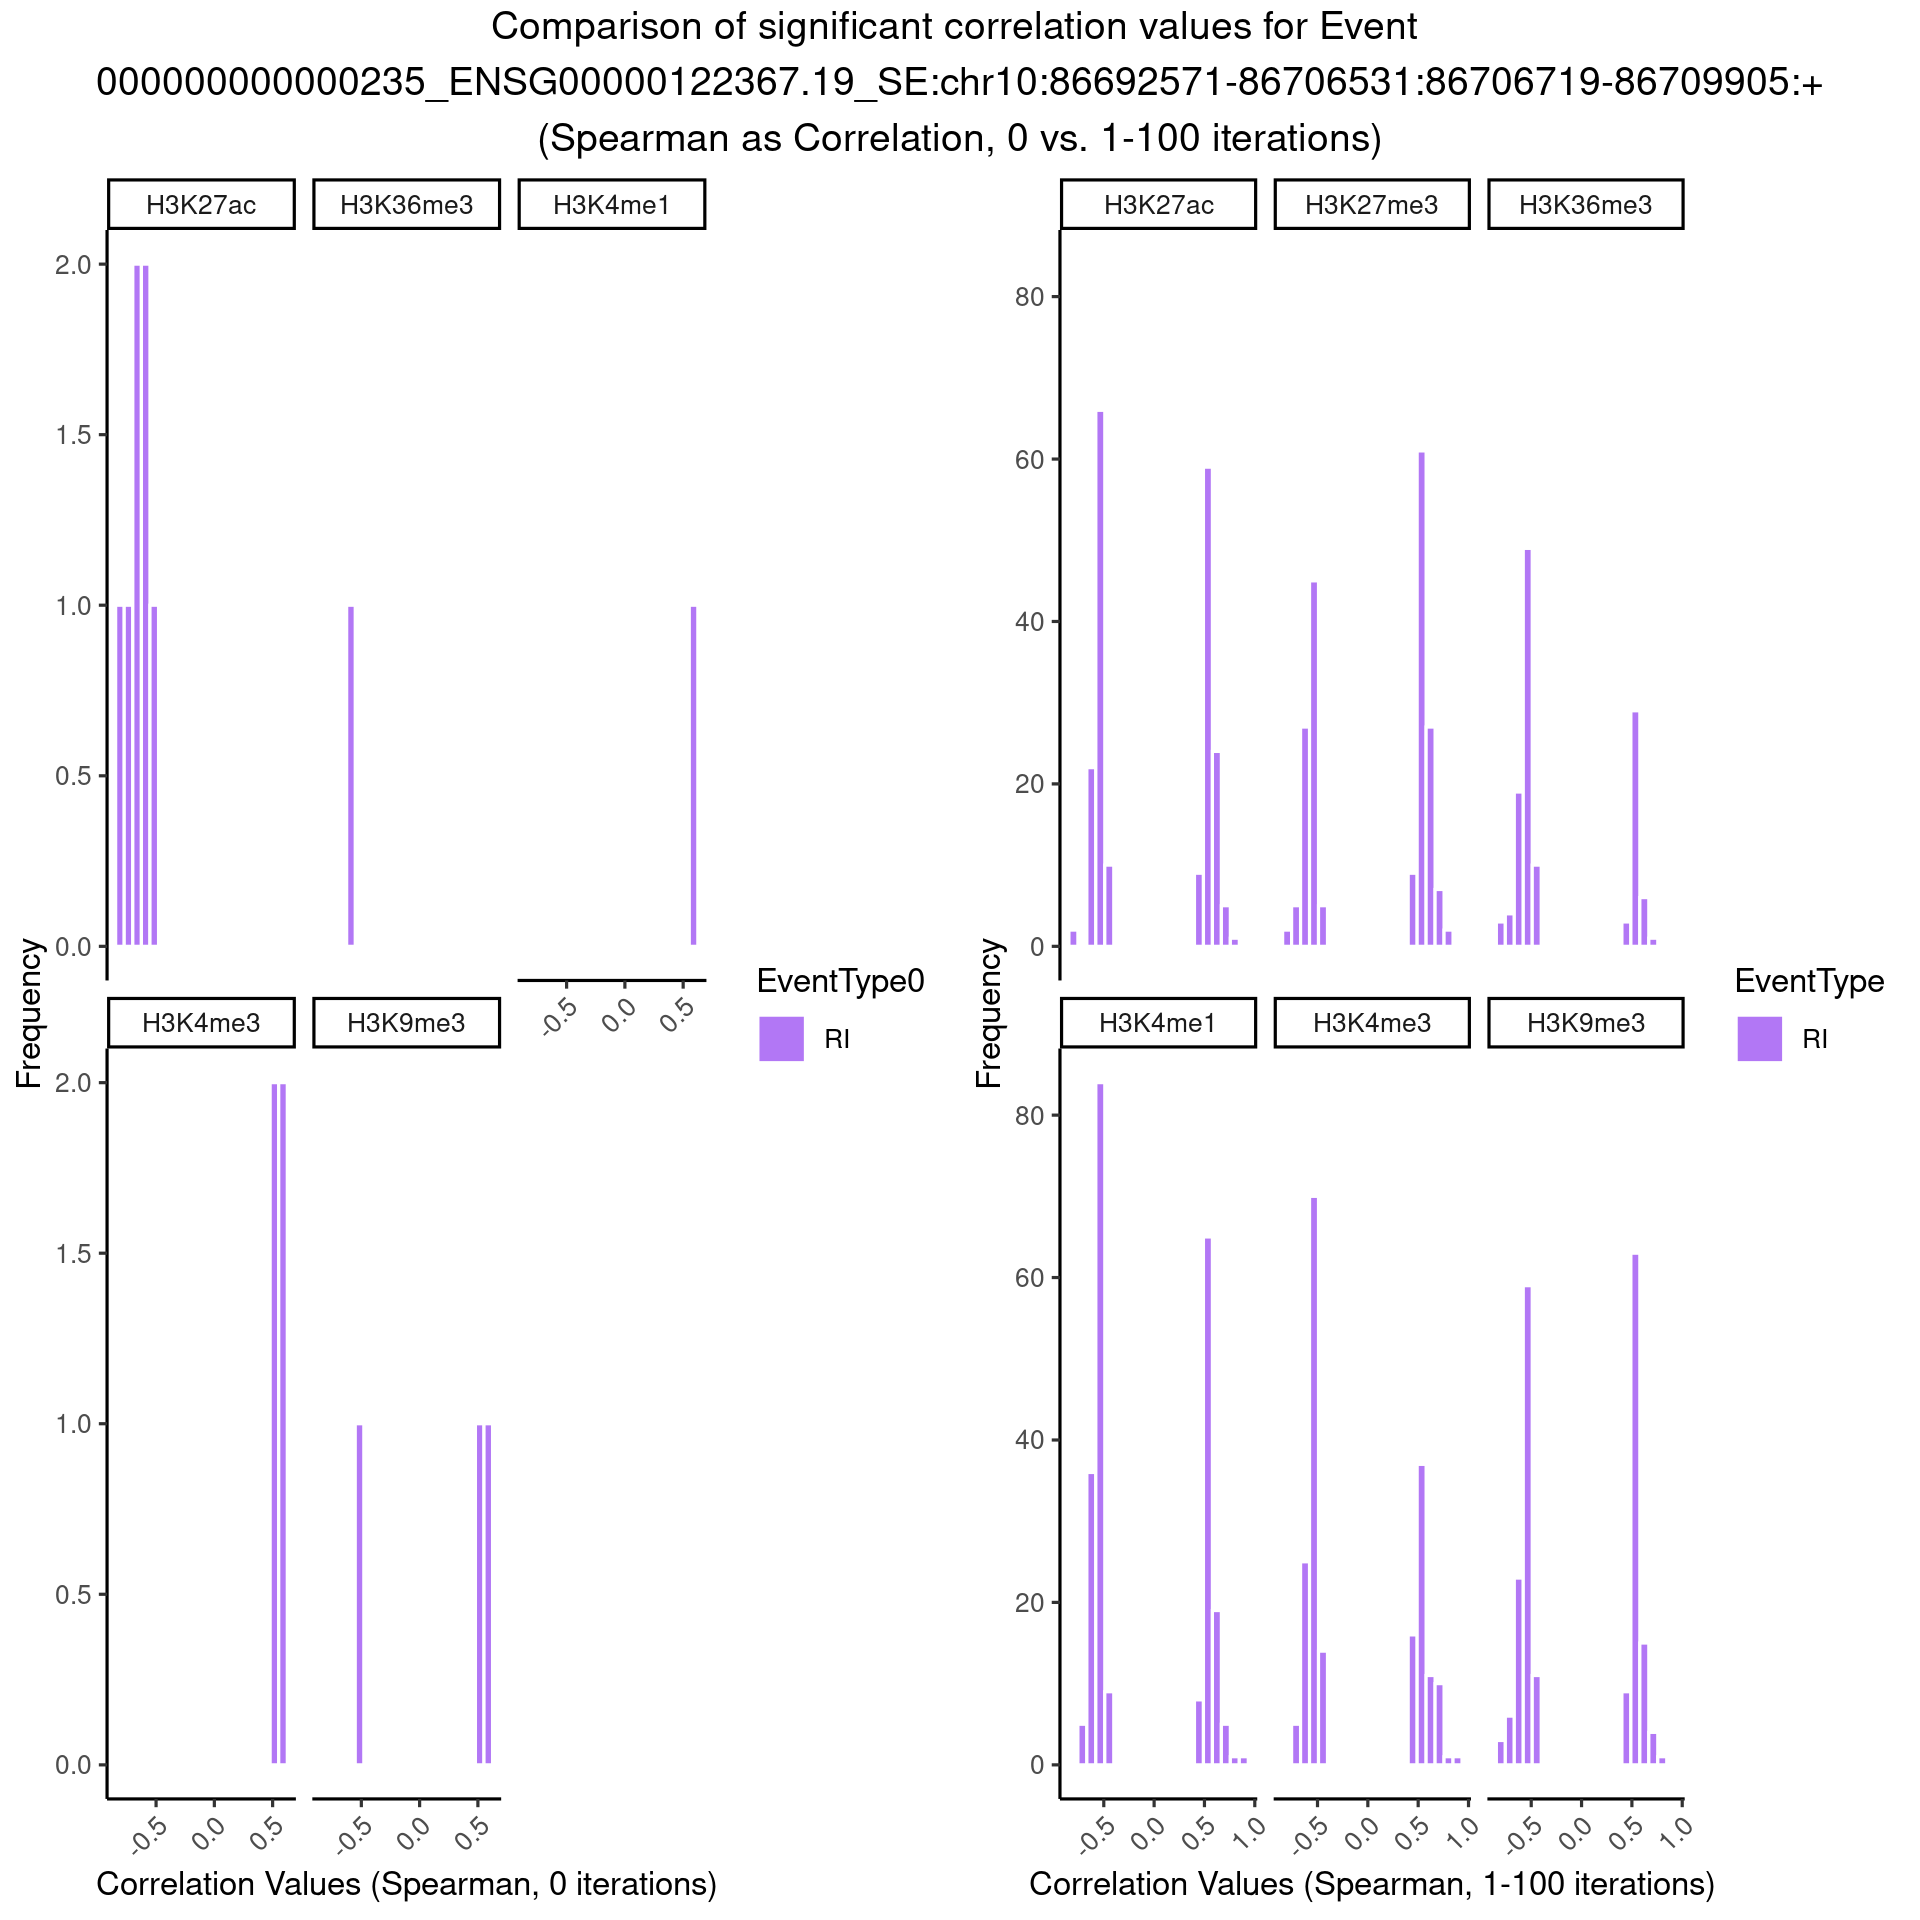 Comparison of significant correlation values for Event
000000000000235_ENSG00000122367.19_SE:chr10:86692571-86706531:86706719-86709905:+
(Spearman as Correlation, 0 vs. 1-100 iterations)
H3K27ac H3K36me3 H3K4me1
2.0
1.5
1.0
0.5
0.0
-0.5 0.0 0.5
H3K4me3 H3K9me3
2.0
1.5
1.0
0.5
0.0
-0.5 0.0 0.5 -0.5 0.0 0.5
Frequency
Correlation Values (Spearman, 0 iterations)
EventType0
RI
H3K27ac H3K27me3 H3K36me3
80
60
40
20
0
H3K4me1 H3K4me3 H3K9me3
80
60
40
20
0
-0.5 0.0 0.5 1.0 -0.5 0.0 0.5 1.0 -0.5 0.0 0.5 1.0
Frequency
Correlation Values (Spearman, 1-100 iterations)
EventType
RI